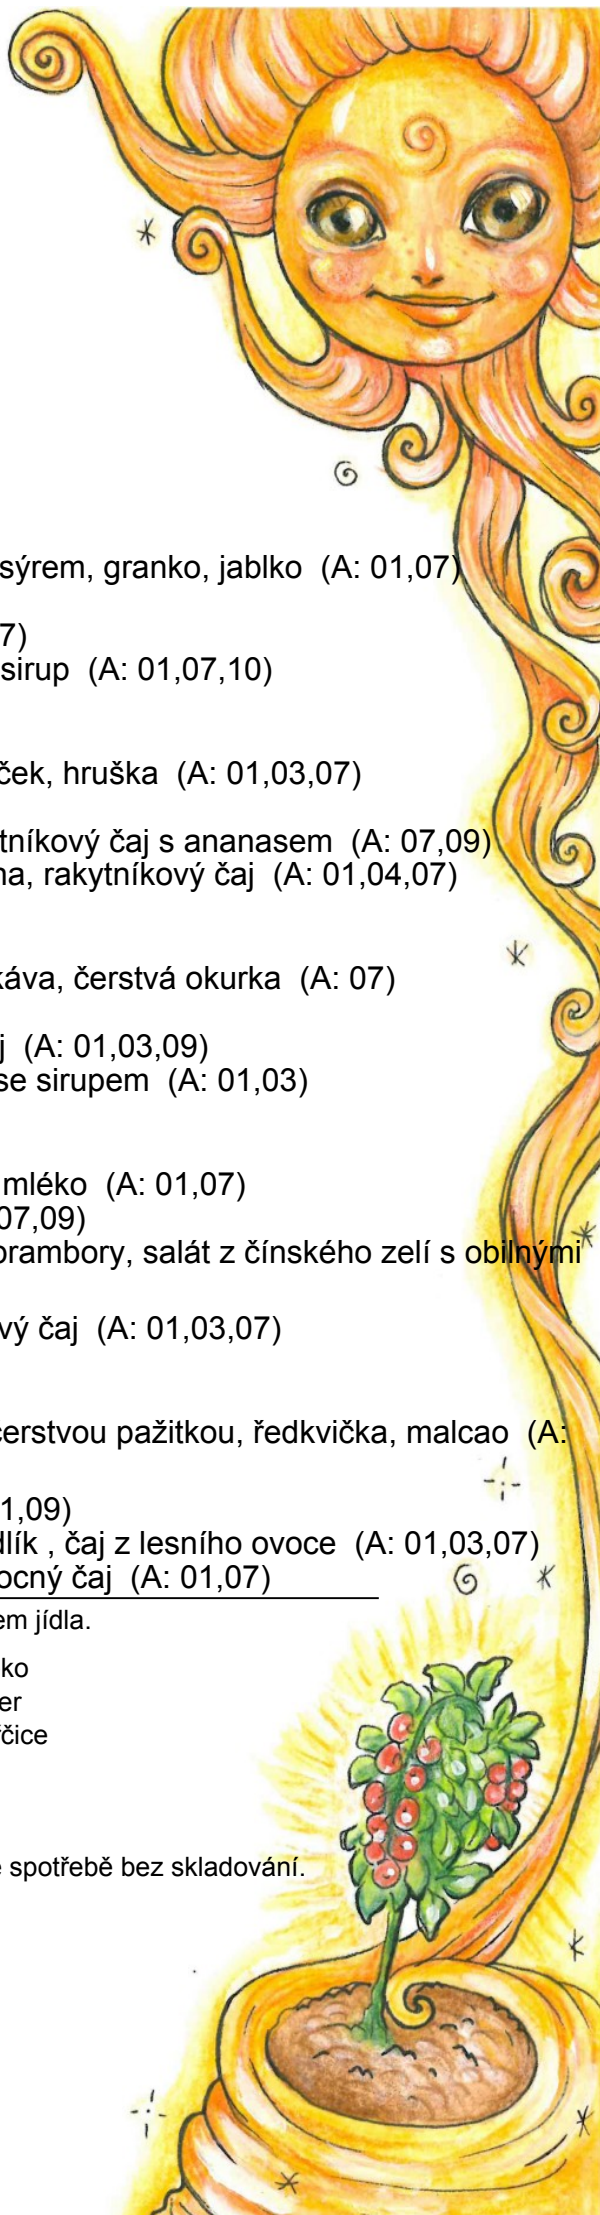 sýrem, granko, jablko (A: 01,07)
7)
sirup (A: 01,07,10)
ček, hruška (A: 01,03,07)
tníkový čaj s ananasem (A: 07,09)
na, rakytníkový čaj (A: 01,04,07)
káva, čerstvá okurka (A: 07)
j (A: 01,03,09)
se sirupem (A: 01,03)
mléko (A: 01,07)
07,09)
orambory, salát z čínského zelí s obilnými
vý čaj (A: 01,03,07)
čerstvou pažitkou, ředkvička, malcao (A:
1,09)
dlík , čaj z lesního ovoce (A: 01,03,07)
ocný čaj (A: 01,07)
em jídla.
ko
er
čice
é spotřebě bez skladování.